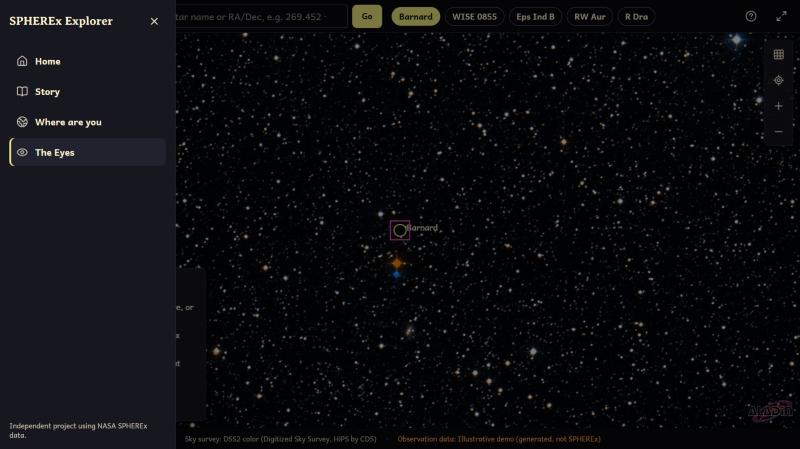 SPHEREx Explorer
Home
Story
Where are you
The Eyes
Independent project using NASA SPHEREx
data.
tar name or RA/Dec, e.g. 269.452 ·
Go
Barnard
WISE 0855
Eps Ind B
RW Aur
R Dra
Barnard
e, or
x
t
ALADIN
Sky survey: DSS2 color (Digitized Sky Survey, HiPS by CDS) · Observation data: Illustrative demo (generated, not SPHEREx)